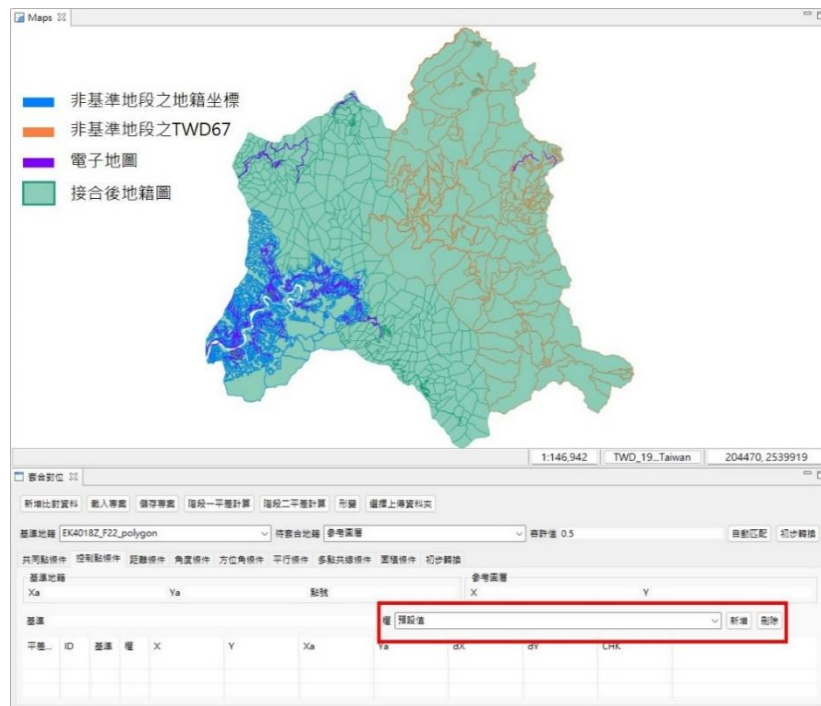 Maps
非基準地段之地籍坐標
非基準地段之TWD67
電子地圖
接合後地籍圖
1:146,942 TWD_19...Taiwan 204470, 2539919
套合對位
新增比對資料 載入專案 儲存專案 階段一平差計算 階段二平差計算 形變 選擇上傳資料夾
基準地籍 EK4018Z_F22_polygon 待套合地籍 參考圖層 容許值 0.5 自動匹配 初步轉換
共同點條件 控制點條件 距離條件 角度條件 方位角條件 平行條件 多點共線條件 面積條件 初步轉換
基準地籍 參考圖層
Xa Ya 點號 X Y
基準 權 預設值 新增 刪除
平差... ID 基準 權 X Y Xa Ya dX dY CHK